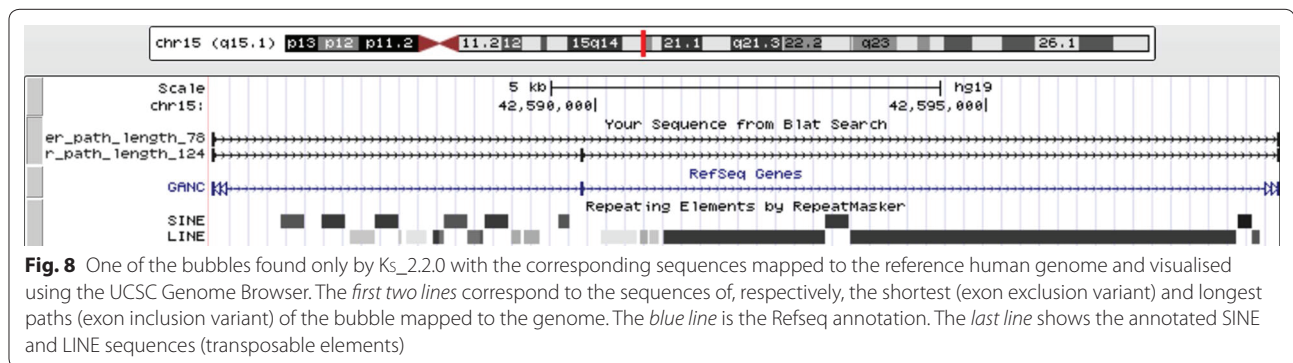 chr15 (q15.1) p13 p12 p11.2 11.2 12 15q14 21.1 q21.3 22.2 q23 26.1
Scale 5 kb hg19
chr15: 42,590,000 42,595,000
Your Sequence from Blat Search
er_path_length_78
r_path_length_124
RefSeq Genes
GANC
Repeating Elements by RepeatMasker
SINE
LINE
Fig. 8 One of the bubbles found only by Ks_2.2.0 with the corresponding sequences mapped to the reference human genome and visualised
using the UCSC Genome Browser. The first two lines correspond to the sequences of, respectively, the shortest (exon exclusion variant) and longest
paths (exon inclusion variant) of the bubble mapped to the genome. The blue line is the Refseq annotation. The last line shows the annotated SINE
and LINE sequences (transposable elements)